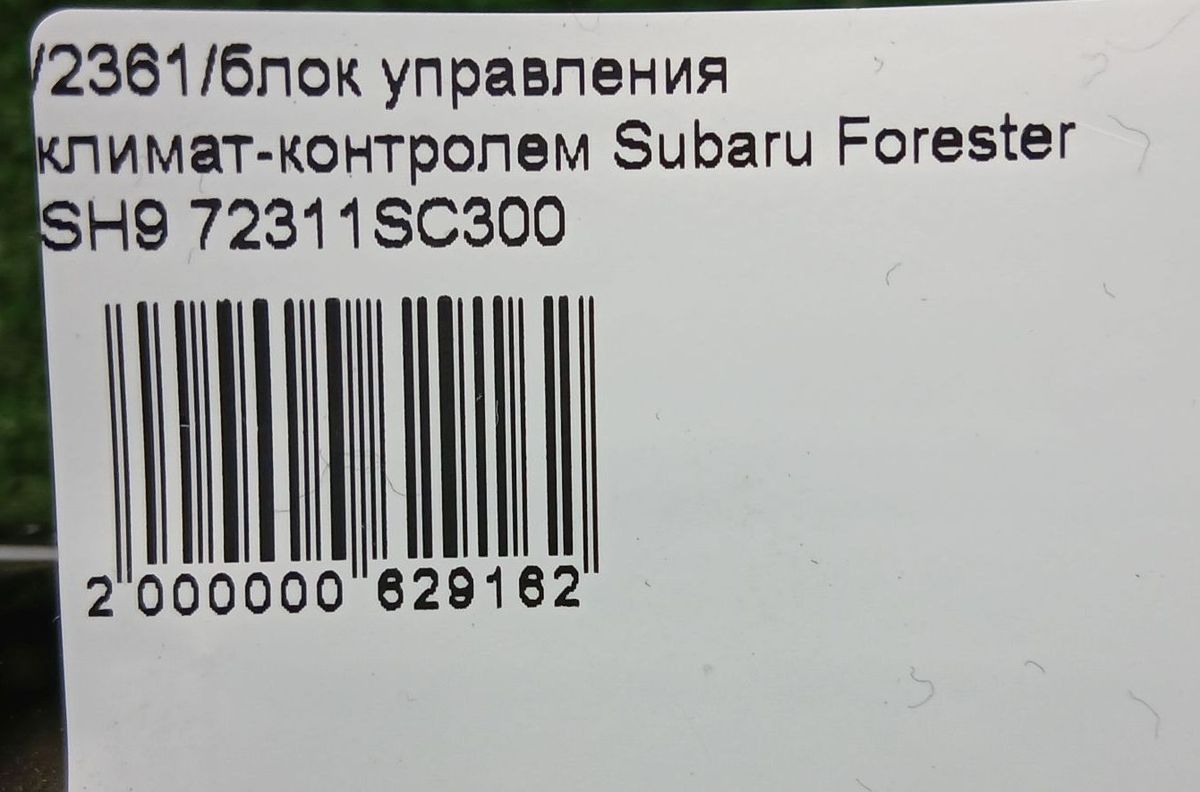 /2361/блок управления
климат-контролем Subaru Forester
SH9 72311SC300
2 000000 629162